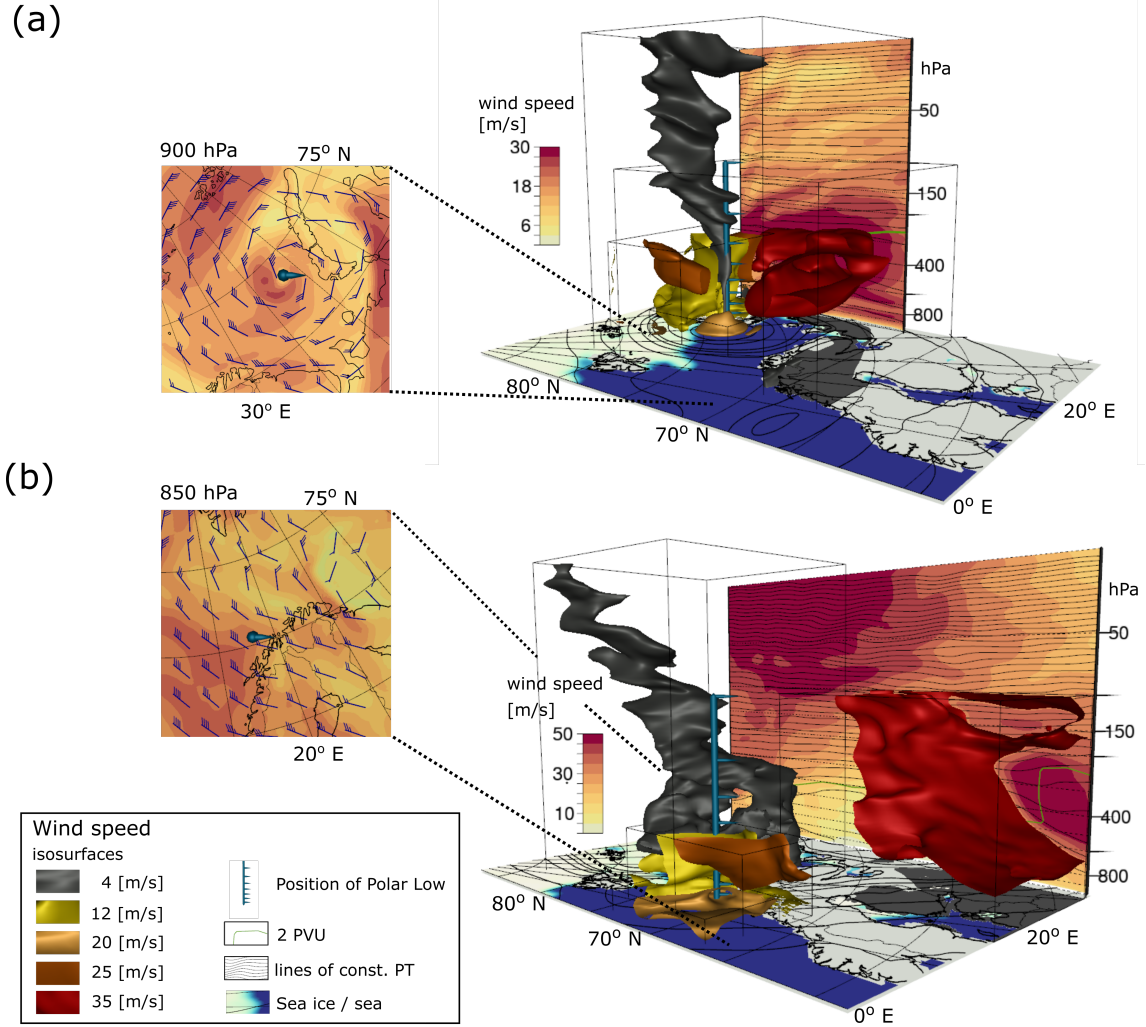 (a)
hPa
wind speed
[m/s]
50
900 hPa
75° N
30
18
6
150
400
800
80° N
30° E
70° N
20° E
0° E
(b)
850 hPa
75° N
hPa
50
wind speed
[m/s]
50
30
10
150
20° E
400
800
80° N
70° N
20° E
0° E
Wind speed
isosurfaces
4 [m/s]
12 [m/s]
20 [m/s]
25 [m/s]
35 [m/s]
Position of Polar Low
2 PVU
lines of const. PT
Sea ice / sea